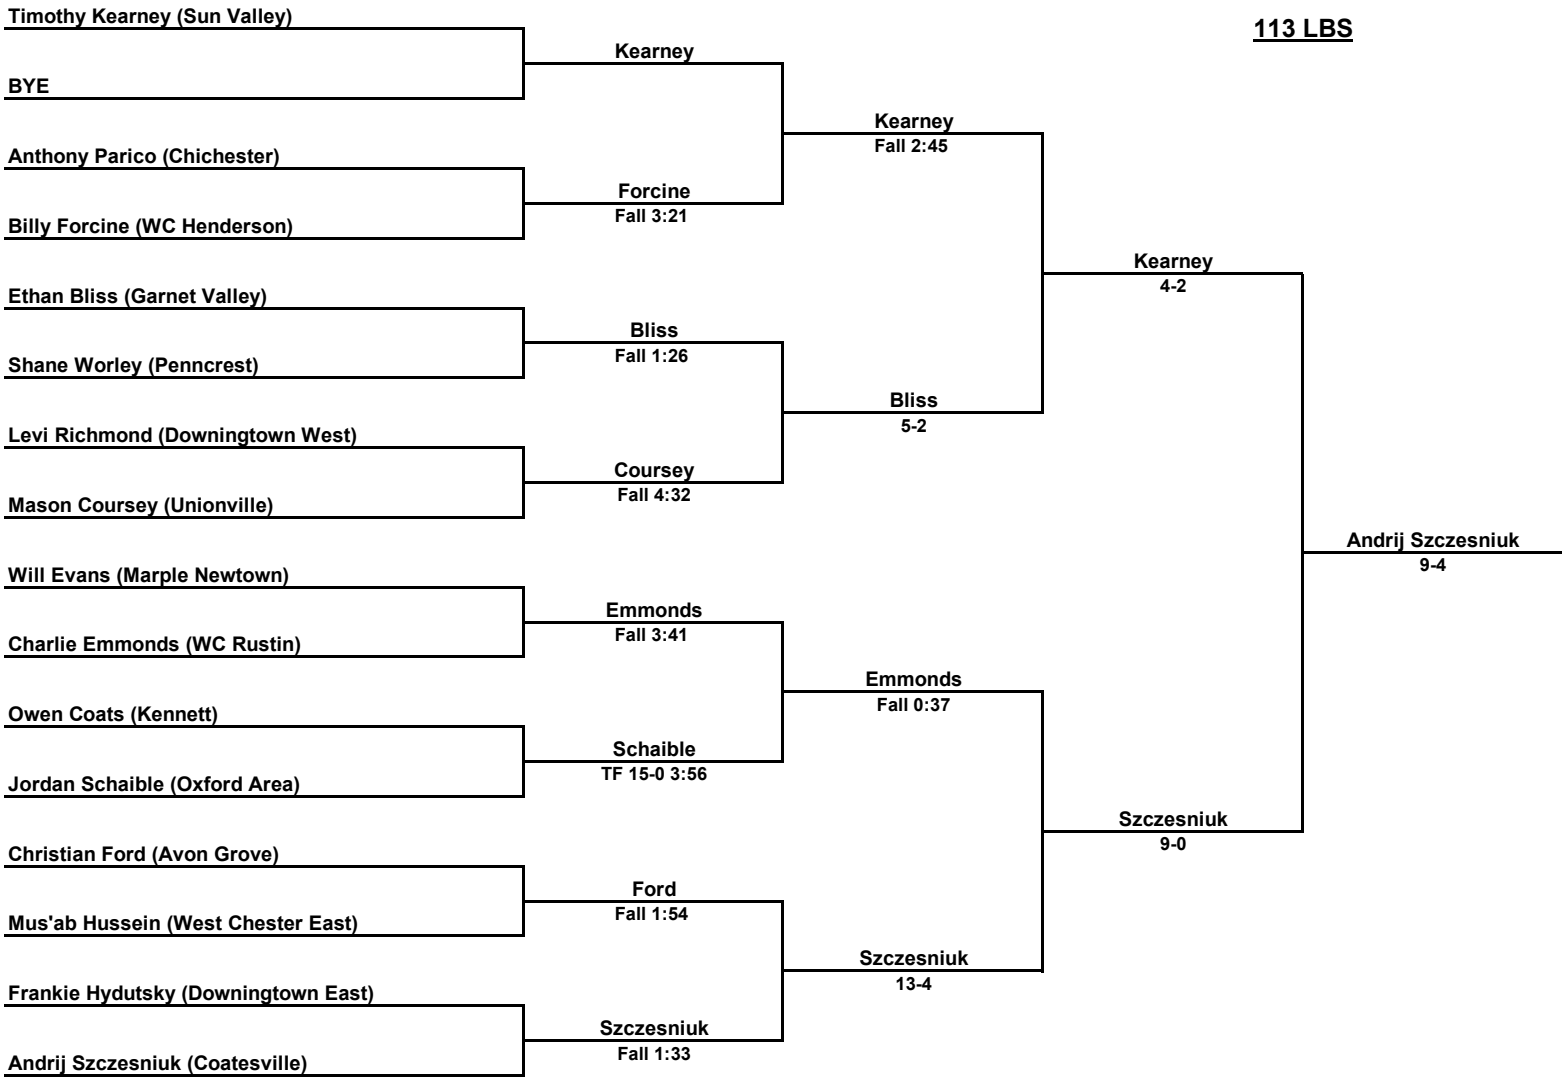 Timothy Kearney (Sun Valley)
113 LBS
Kearney
BYE
Kearney
Fall 2:45
Anthony Parico (Chichester)
Forcine
Fall 3:21
Billy Forcine (WC Henderson)
Kearney
4-2
Ethan Bliss (Garnet Valley)
Bliss
Fall 1:26
Shane Worley (Penncrest)
Bliss
5-2
Levi Richmond (Downingtown West)
Coursey
Fall 4:32
Mason Coursey (Unionville)
Andrij Szczesniuk
9-4
Will Evans (Marple Newtown)
Emmonds
Fall 3:41
Charlie Emmonds (WC Rustin)
Emmonds
Fall 0:37
Owen Coats (Kennett)
Schaible
TF 15-0 3:56
Jordan Schaible (Oxford Area)
Szczesniuk
9-0
Christian Ford (Avon Grove)
Ford
Fall 1:54
Mus'ab Hussein (West Chester East)
Szczesniuk
13-4
Frankie Hydutsky (Downingtown East)
Szczesniuk
Fall 1:33
Andrij Szczesniuk (Coatesville)